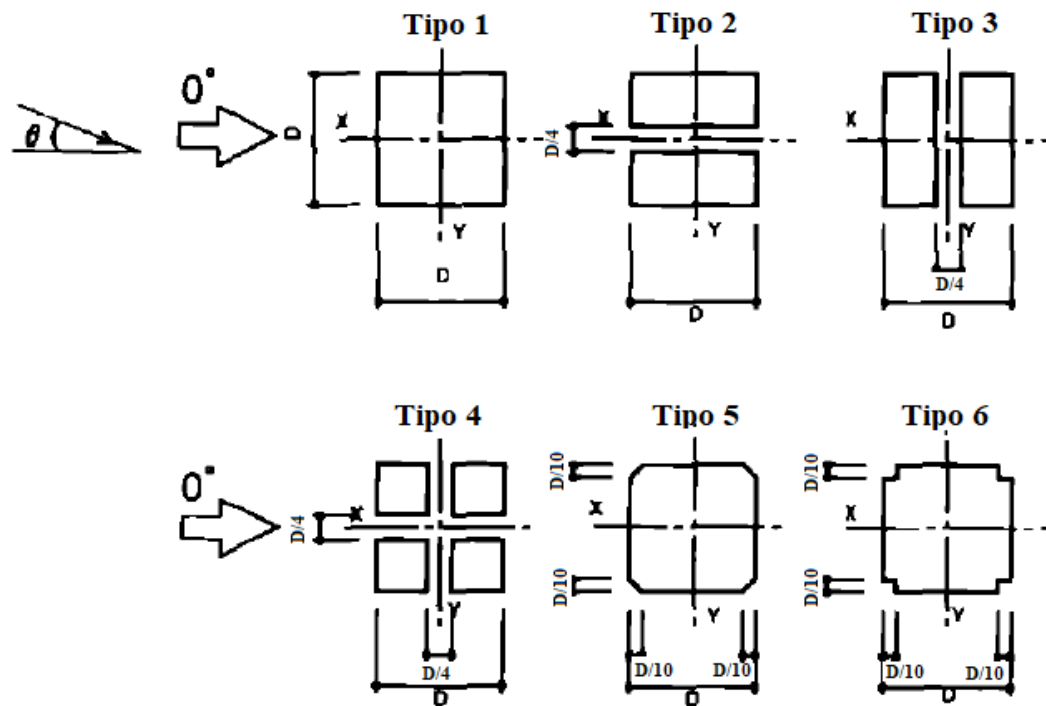 Tipo 1
Tipo 2
Tipo 3
θ
0°
D
X
Y
D
D/4
X
Y
D
X
Y
D/4
D
Tipo 4
Tipo 5
Tipo 6
0°
D/4
X
Y
D/4
D
D/10
D/10
X
Y
D/10
D/10
D
D/10
D/10
X
Y
D/10
D/10
D